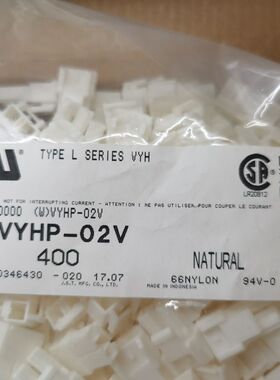 TYPE L SERIES VYH
NOT FOR INTERRUPTING CURRENT - ATTENTION : NE PAS UTILISER..POUR COUPER LE COURANT
LR20812
0000 (W)VYHP-02V
VYHP-02V
400
NATURAL
0346430 -020 17.07
66NYLON 94V-0
J.S.T. MFG. CO., LTD.
MADE IN INDONESIA